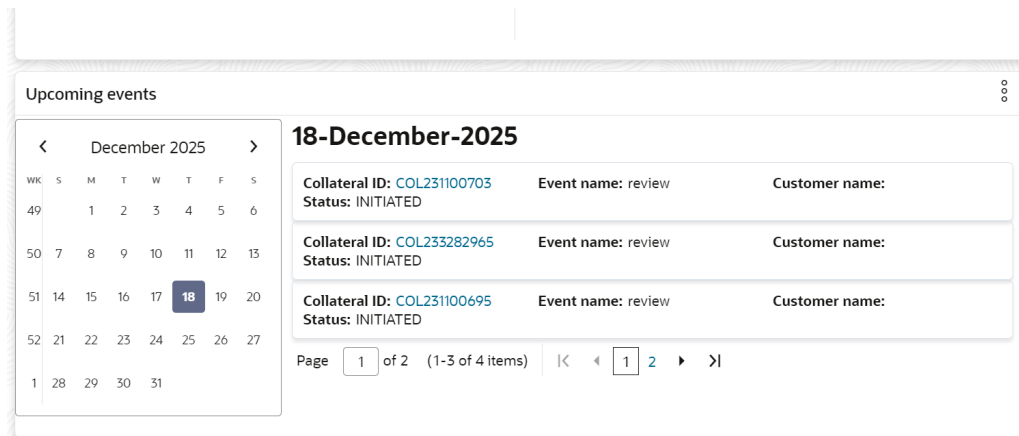 Upcoming events
December 2025
WK S M T W T F S
49 1 2 3 4 5 6
50 7 8 9 10 11 12 13
51 14 15 16 17 18 19 20
52 21 22 23 24 25 26 27
1 28 29 30 31
18-December-2025
Collateral ID: COL231100703 Event name: review Customer name:
Status: INITIATED
Collateral ID: COL233282965 Event name: review Customer name:
Status: INITIATED
Collateral ID: COL231100695 Event name: review Customer name:
Status: INITIATED
Page 1 of 2 (1-3 of 4 items) 1 2